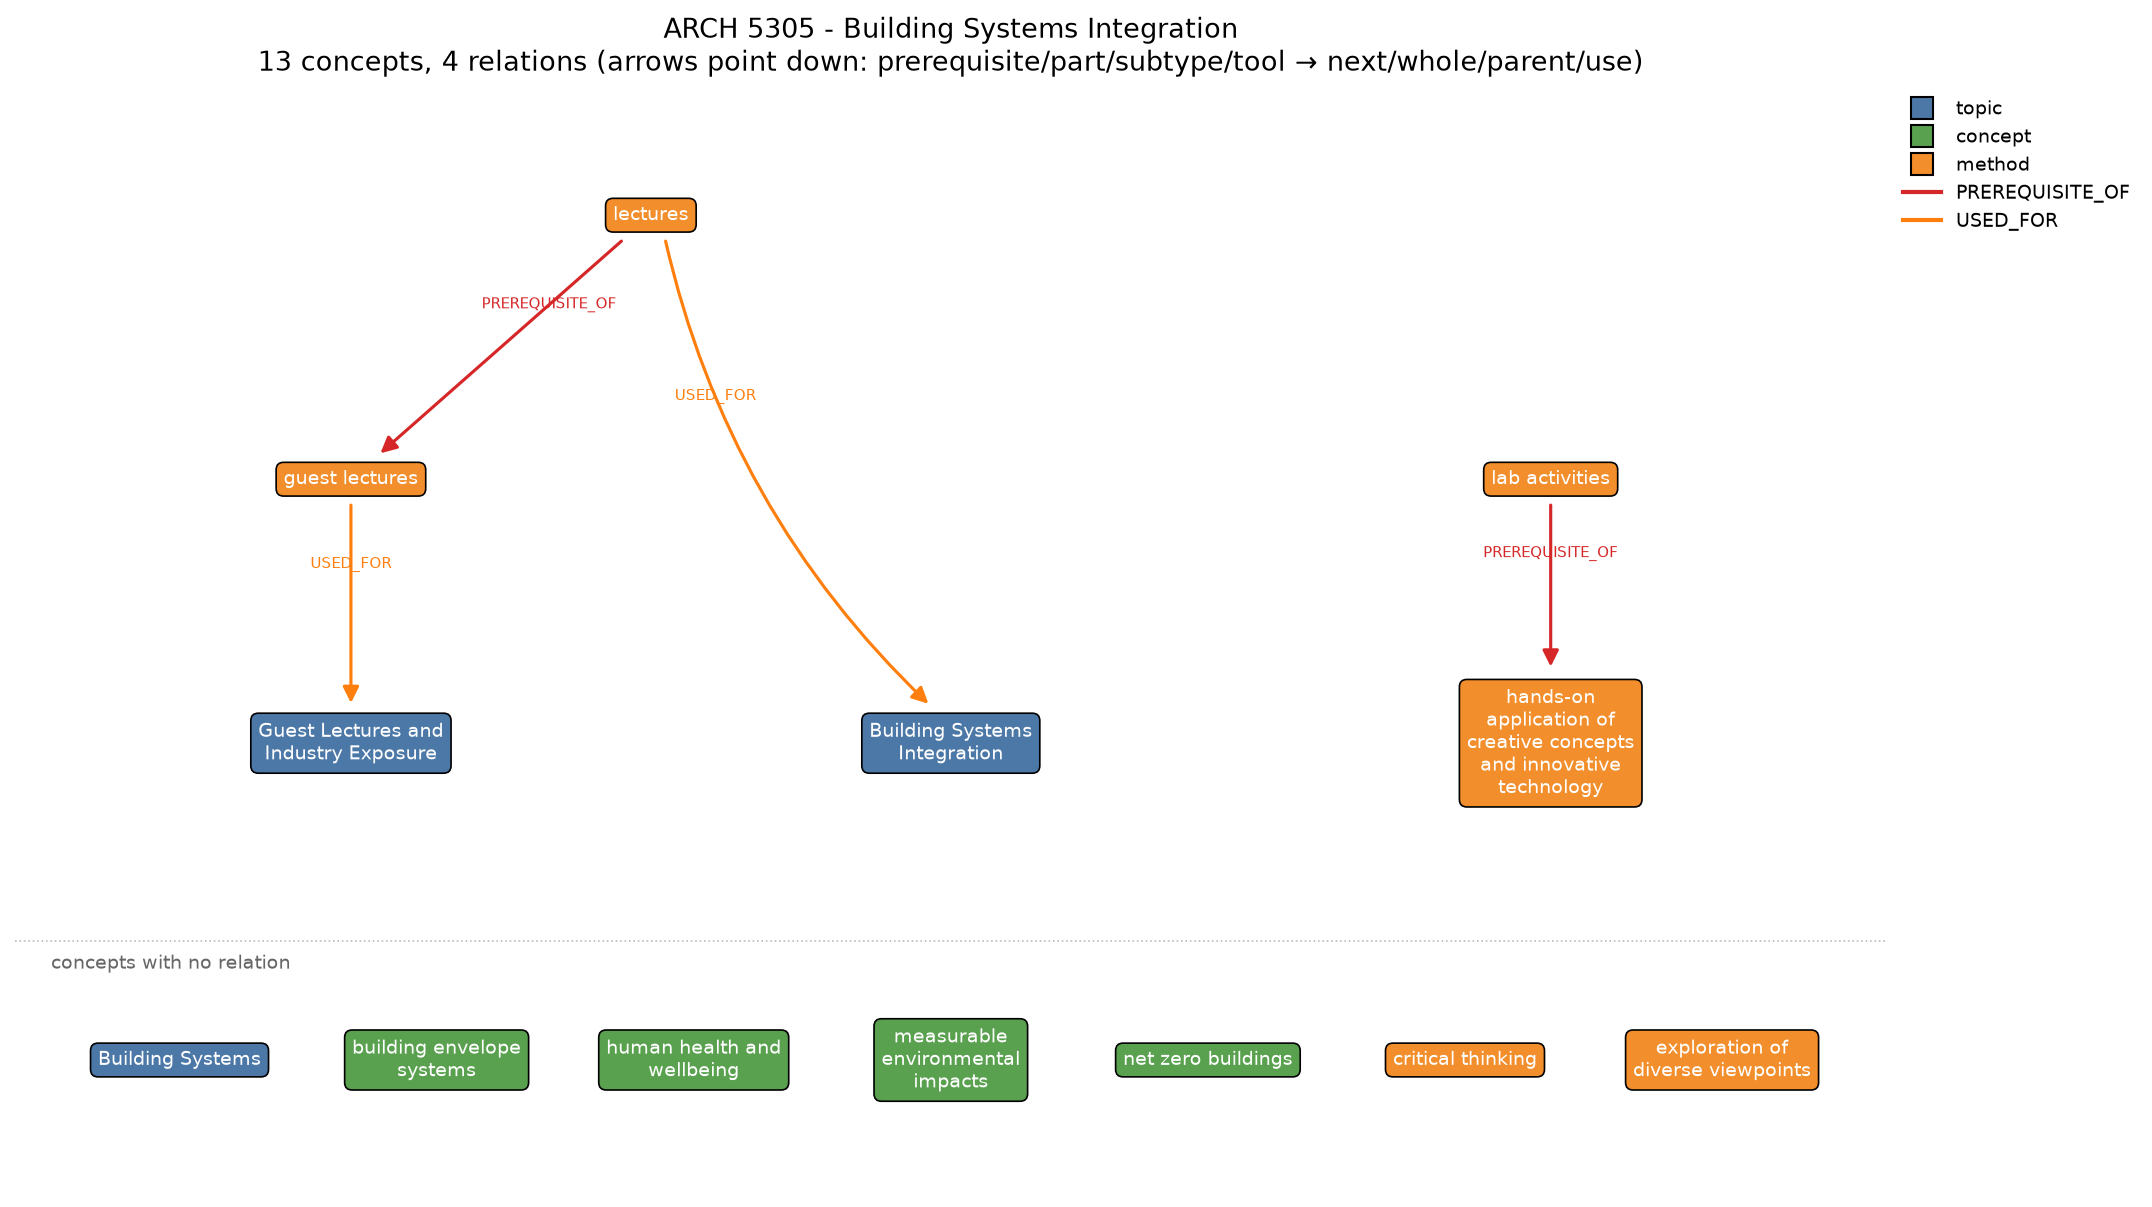 ARCH 5305 - Building Systems Integration
13 concepts, 4 relations (arrows point down: prerequisite/part/subtype/tool → next/whole/parent/use)
topic
concept
method
PREREQUISITE_OF
USED_FOR
lectures
PREREQUISITE_OF
USED_FOR
guest lectures
lab activities
USED_FOR
PREREQUISITE_OF
Guest Lectures and
Industry Exposure
Building Systems
Integration
hands-on
application of
creative concepts
and innovative
technology
concepts with no relation
Building Systems
building envelope
systems
human health and
wellbeing
measurable
environmental
impacts
net zero buildings
critical thinking
exploration of
diverse viewpoints